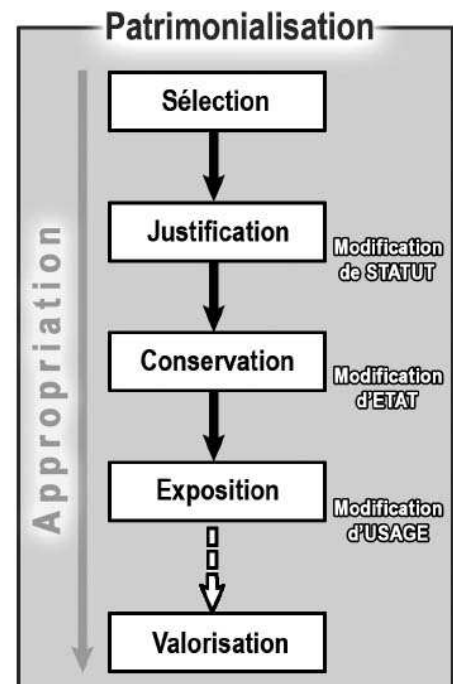 Patrimonialisation
Sélection
Justification
Modification
de STATUT
Conservation
Modification
d'ETAT
Exposition
Modification
d'USAGE
Valorisation
Appropriation